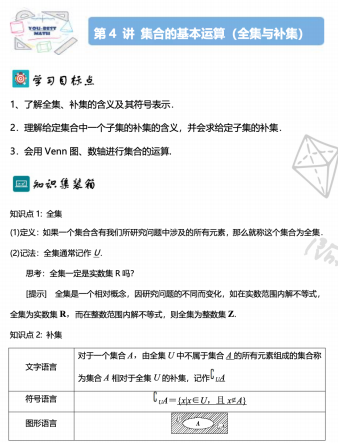 YOU-BEST
MATH
第 4 讲 集合的基本运算（全集与补集）
学习目标点
1、了解全集、补集的含义及其符号表示.
2．理解给定集合中一个子集的补集的含义，并会求给定子集的补集.
3．会用 Venn 图、数轴进行集合的运算.
知识集装箱
知识点 1: 全集
(1)定义：如果一个集合含有我们所研究问题中涉及的所有元素，那么就称这个集合为全集.
(2)记法：全集通常记作 U.
思考：全集一定是实数集 R 吗?
[提示] 全集是一个相对概念，因研究问题的不同而变化，如在实数范围内解不等式，
全集为实数集 R，而在整数范围内解不等式，则全集为整数集 Z.
知识点 2: 补集
文字语言
对于一个集合 A，由全集 U 中不属于集合 A 的所有元素组成的集合称
为集合 A 相对于全集 U 的补集，记作∁UA
符号语言
∁UA＝{x|x∈U，且 x∉A}
图形语言
A